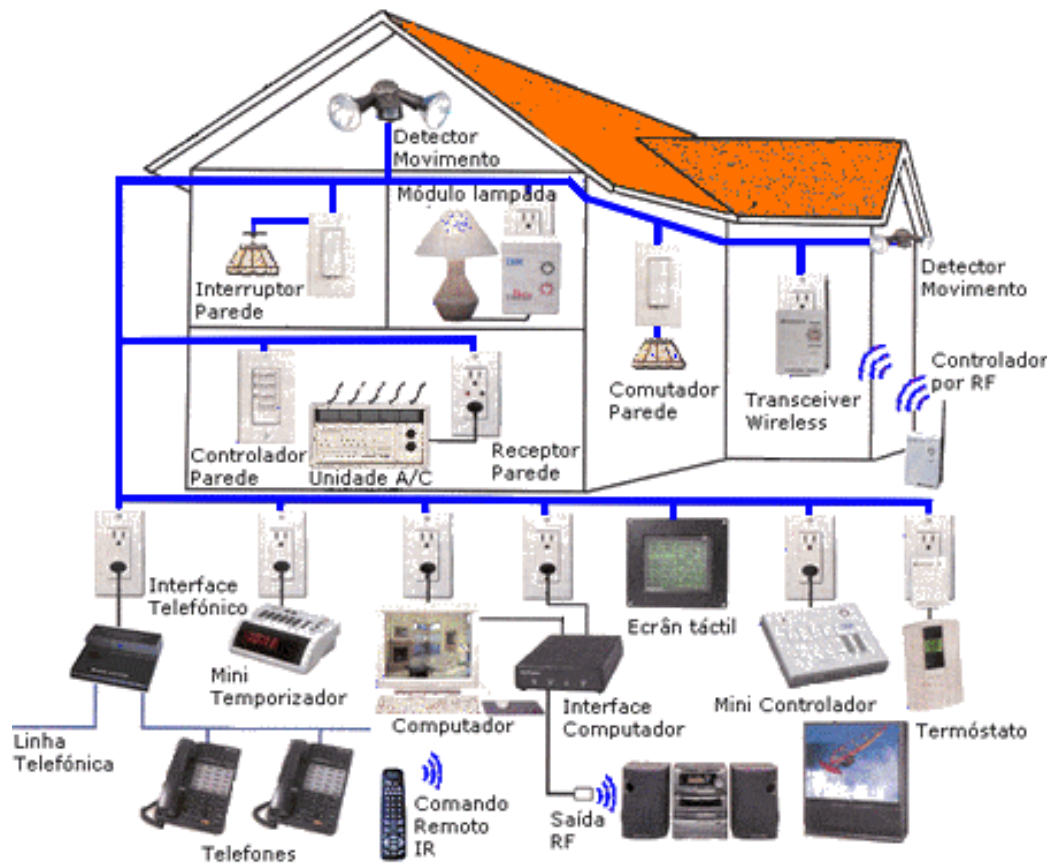 Detector
Movimento
Módulo lampada
Interruptor
Parede
Detector
Movimento
Controlador
por RF
Comutador
Parede
Transceiver
Wireless
Controlador
Parede
Unidade A/C
Receptor
Parede
Interface
Telefónico
Mini
Temporizador
Computador
Interface
Computador
Ecrân táctil
Mini Controlador
Termóstato
Linha
Telefónica
Telefones
Comando
Remoto
IR
Saída
RF